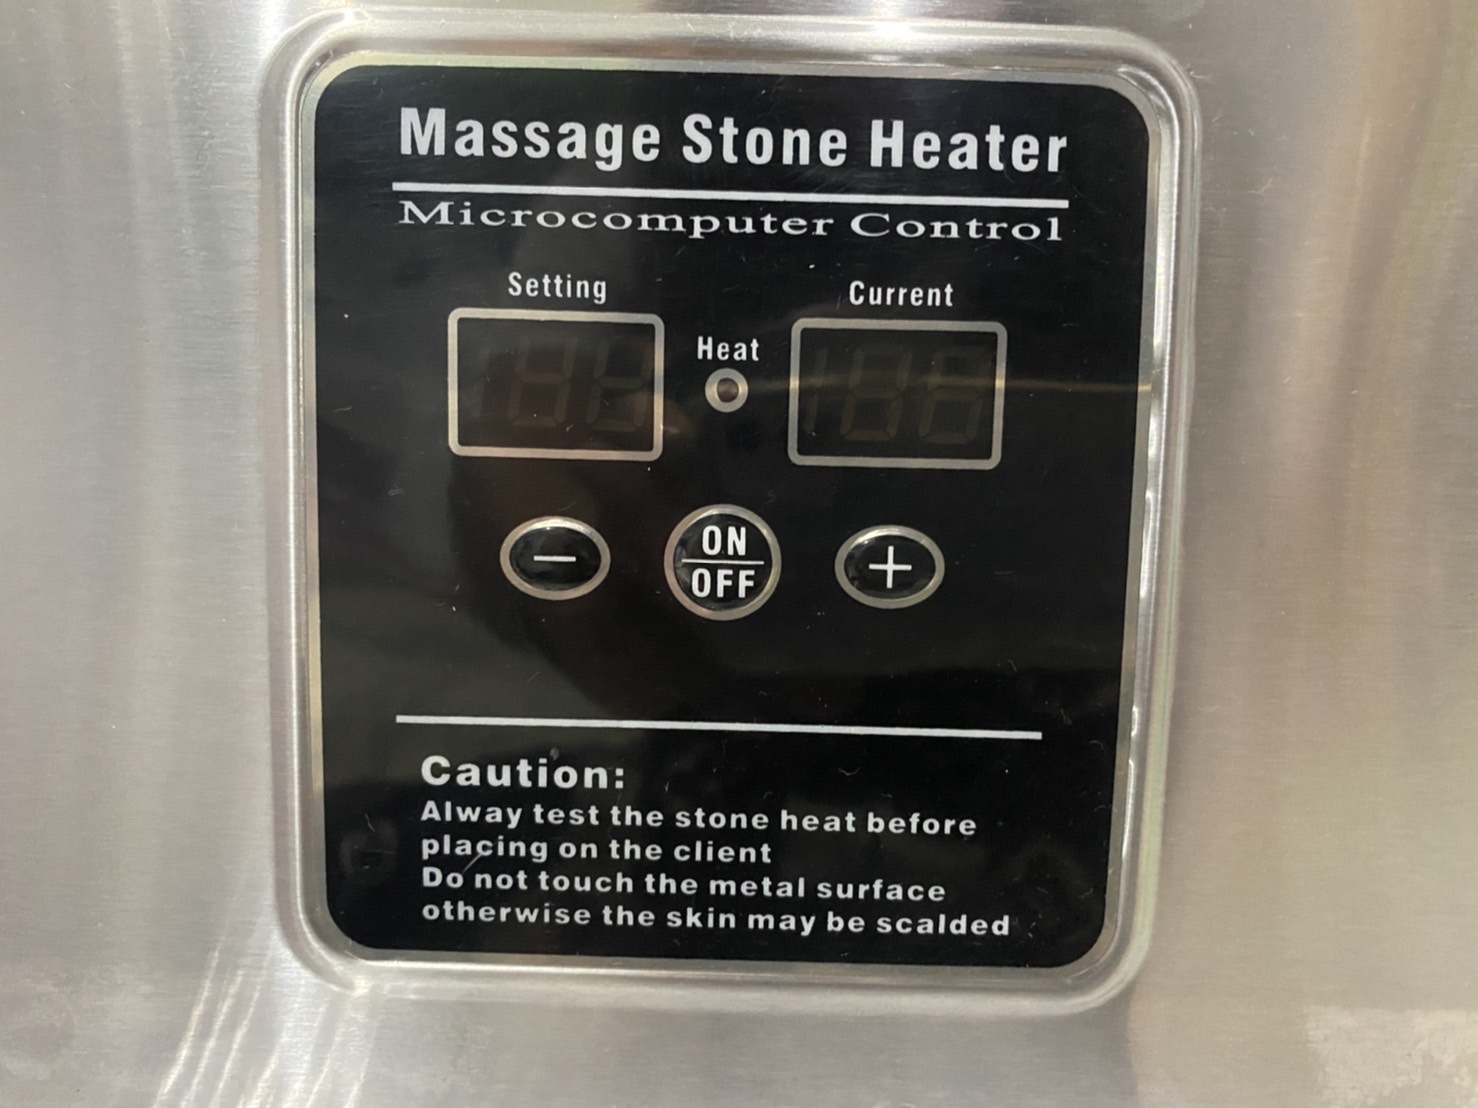 Massage Stone Heater
Microcomputer Control
Setting
Current
Heat
−
ON
OFF
+
Caution:
Alway test the stone heat before
placing on the client
Do not touch the metal surface
otherwise the skin may be scalded